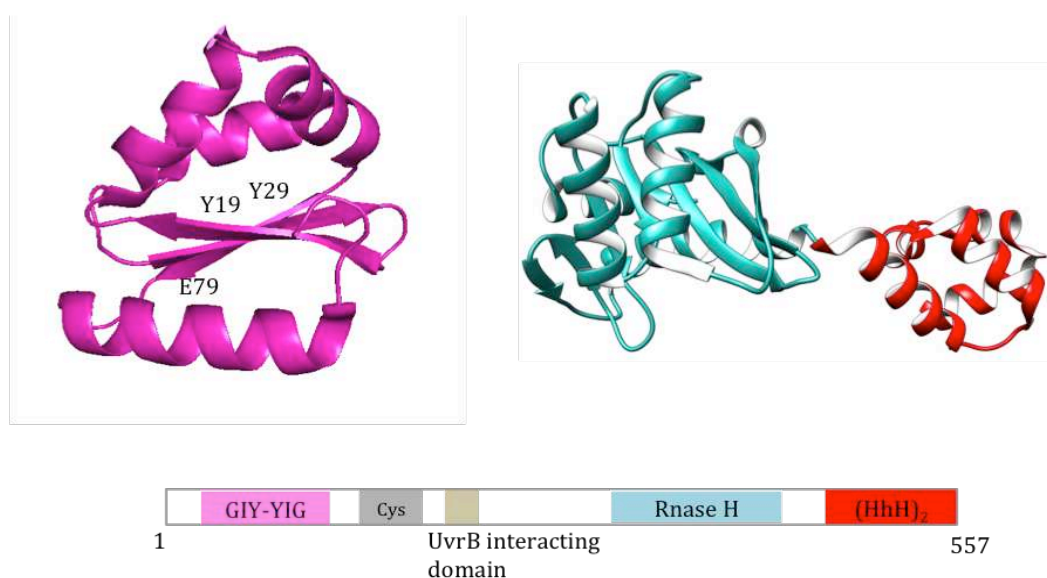 Y19 Y29
E79
GIY-YIG Cys Rnase H (HhH)₂
1 UvrB interacting 557
domain